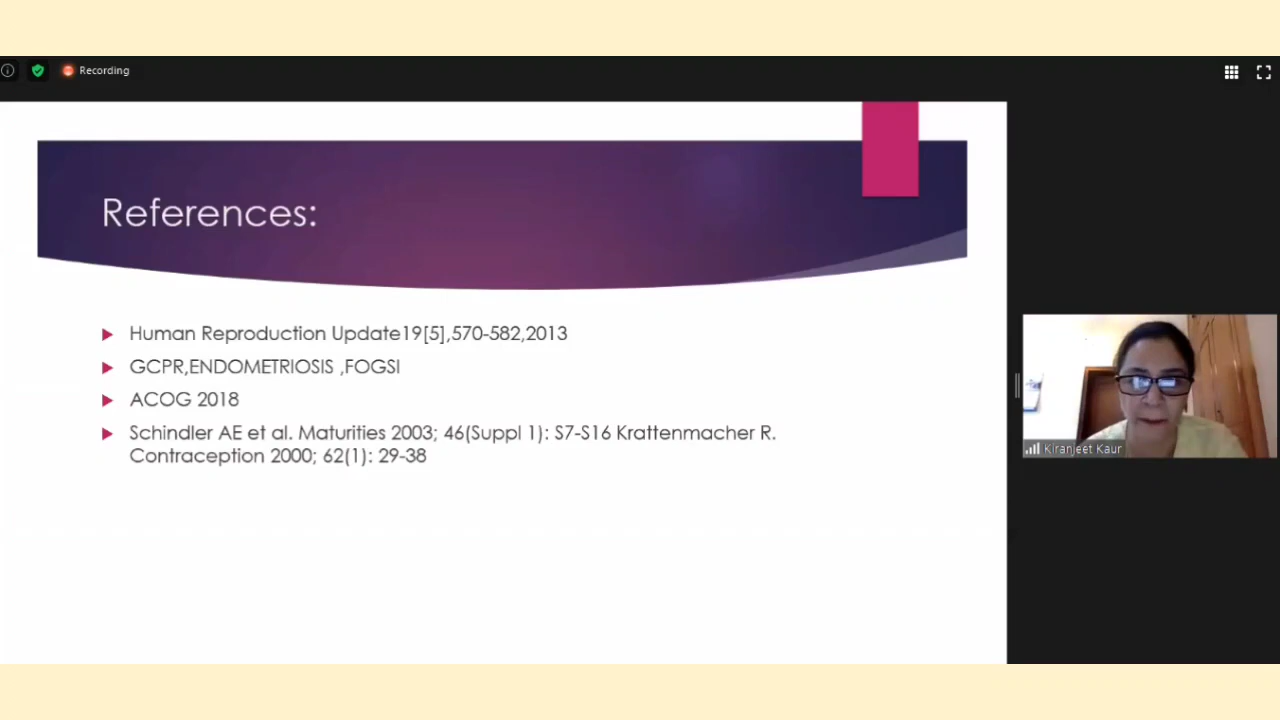 Recording
References:
Human Reproduction Update19[5],570-582,2013
GCPR,ENDOMETRIOSIS ,FOGSI
ACOG 2018
Schindler AE et al. Maturities 2003; 46(Suppl 1): S7-S16 Krattenmacher R.
Contraception 2000; 62(1): 29-38
Kiranjeet Kaur